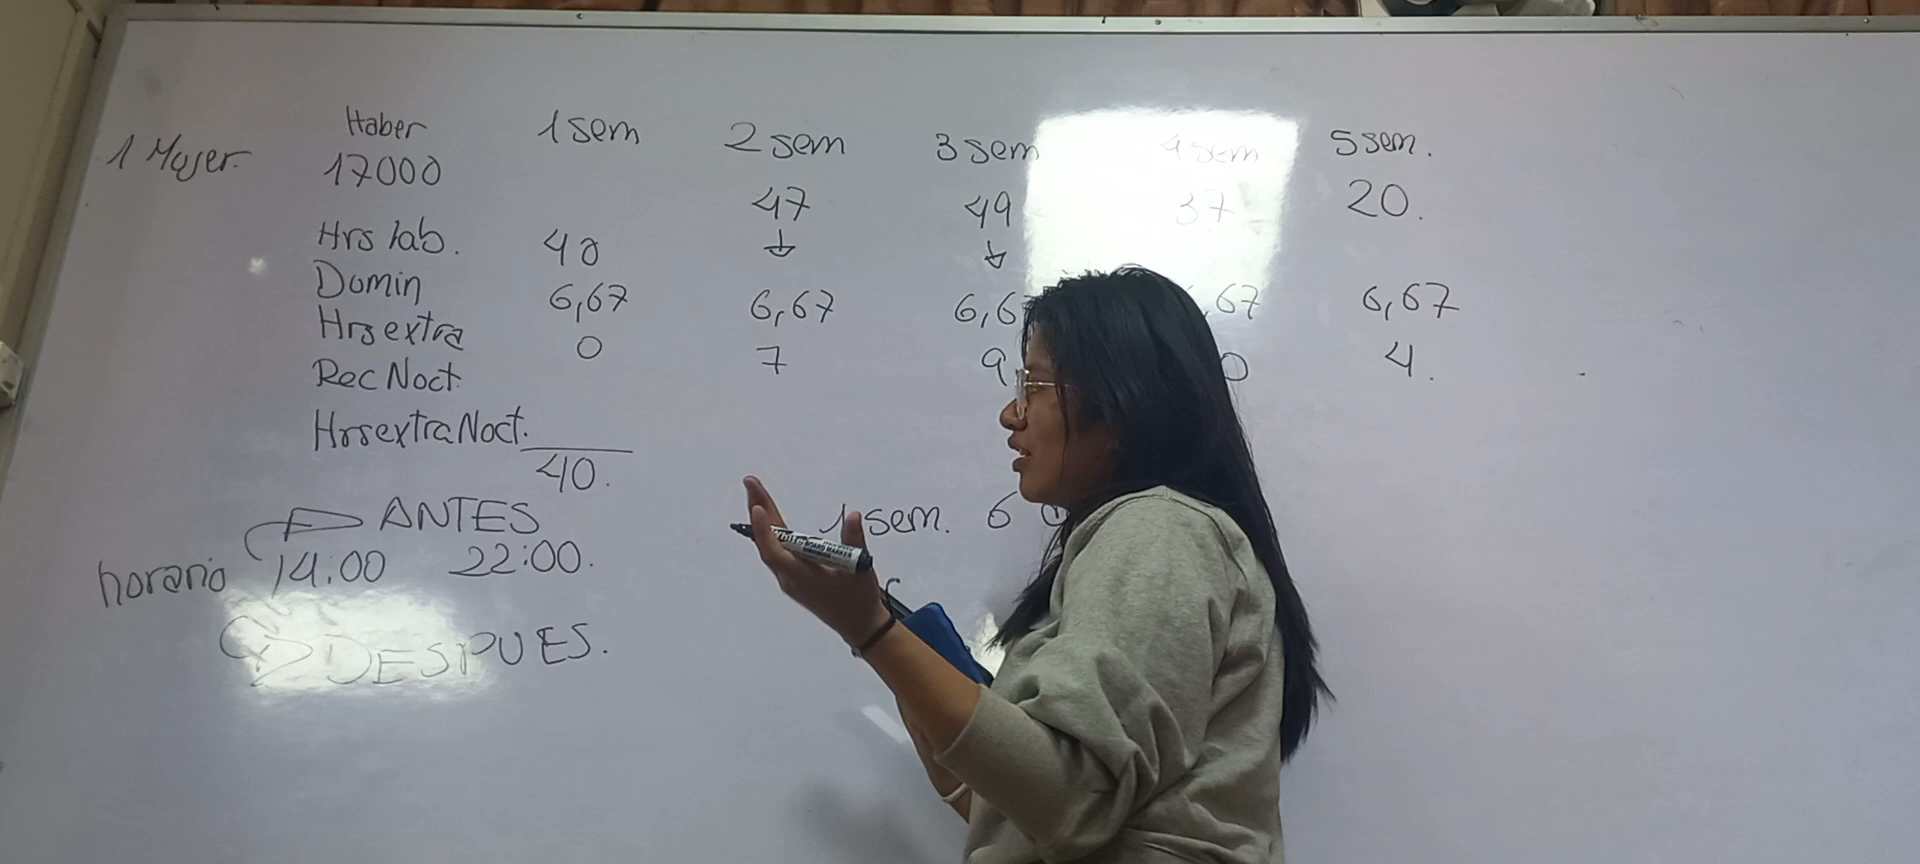 Haber 1 sem 2 sem 3 sem 4 sem 5 sem.
1 Mujer. 17000
47 49 37 20.
Hrs lab. 40
Domin 6,67 6,67 6,6 ,67 6,67
Hrs extra 0 7 9 0 4.
Rec Noct.
Hrs extra Noct.
40.
ANTES 1 sem. 6
horario 14:00 22:00.
DESPUES.